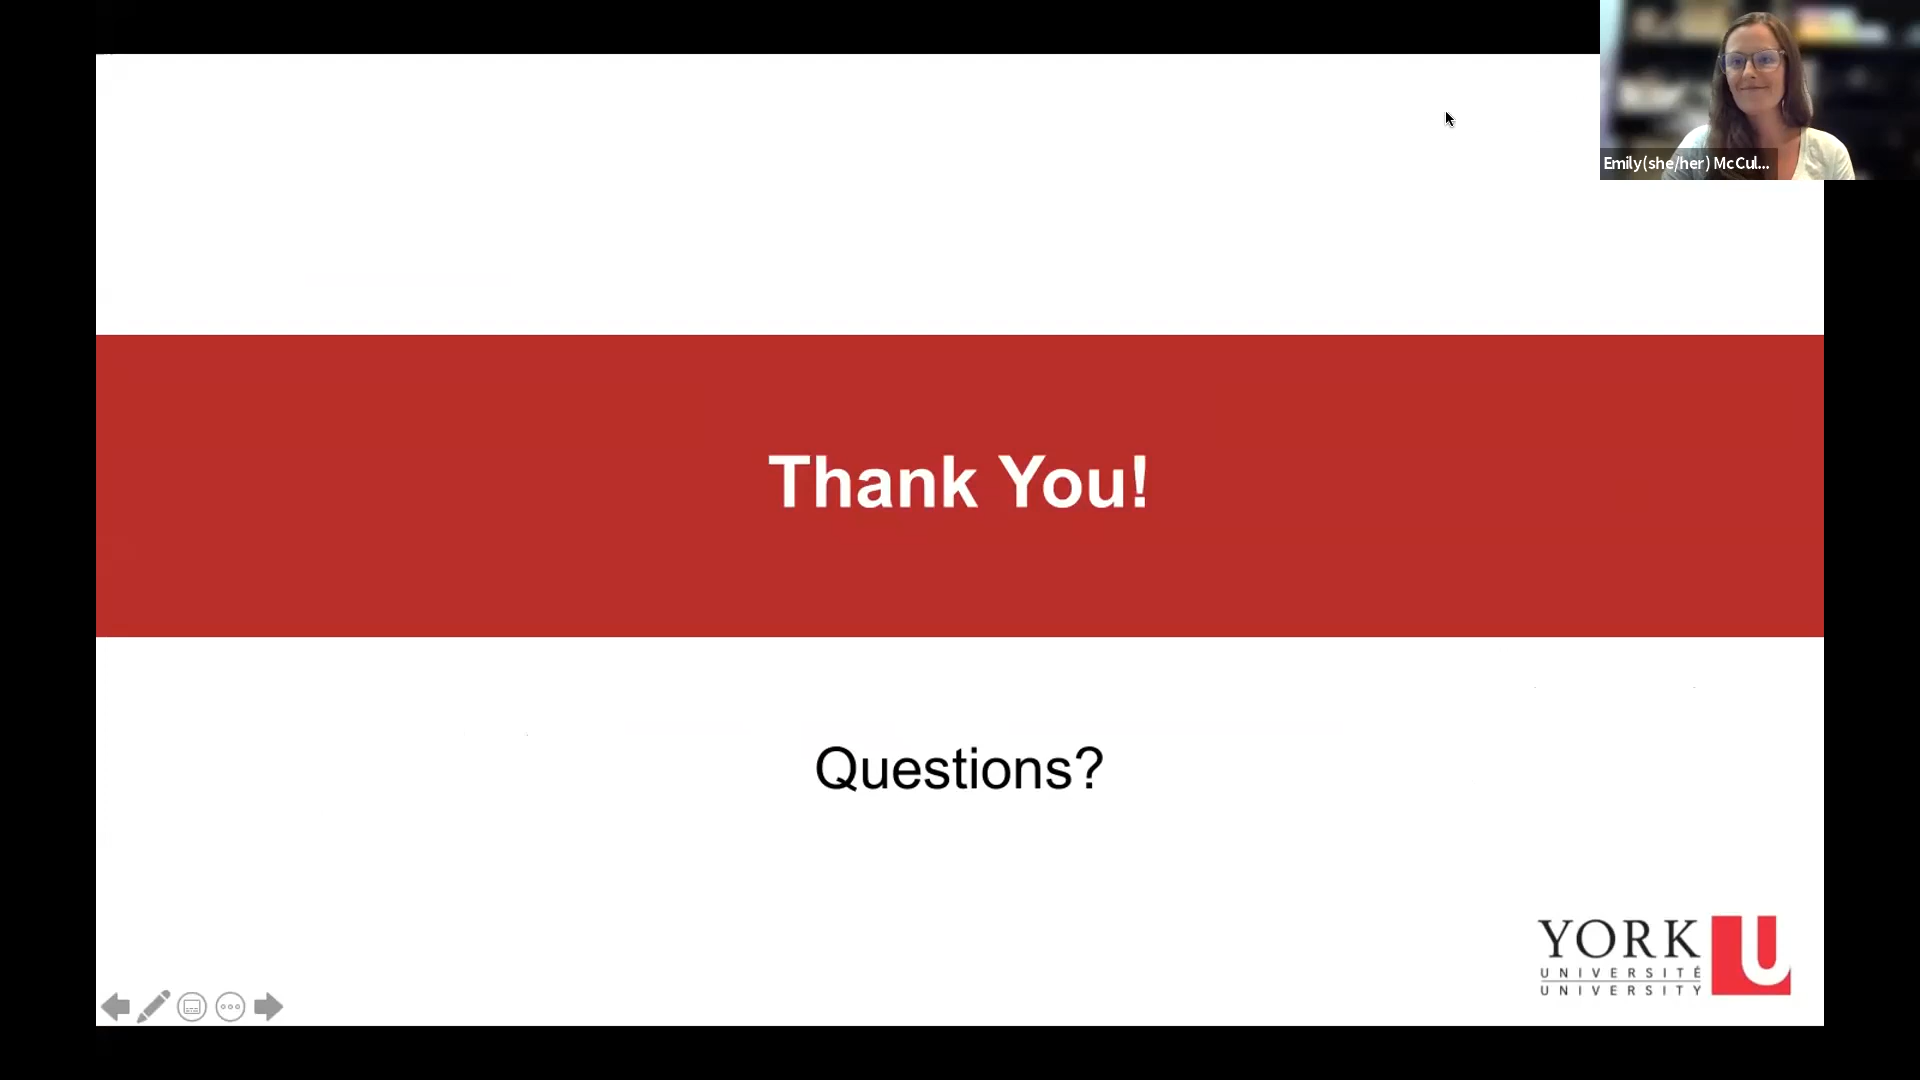 Emily(she/her) McCul...
Thank You!
Questions?
YORK U
UNIVERSITÉ
UNIVERSITY